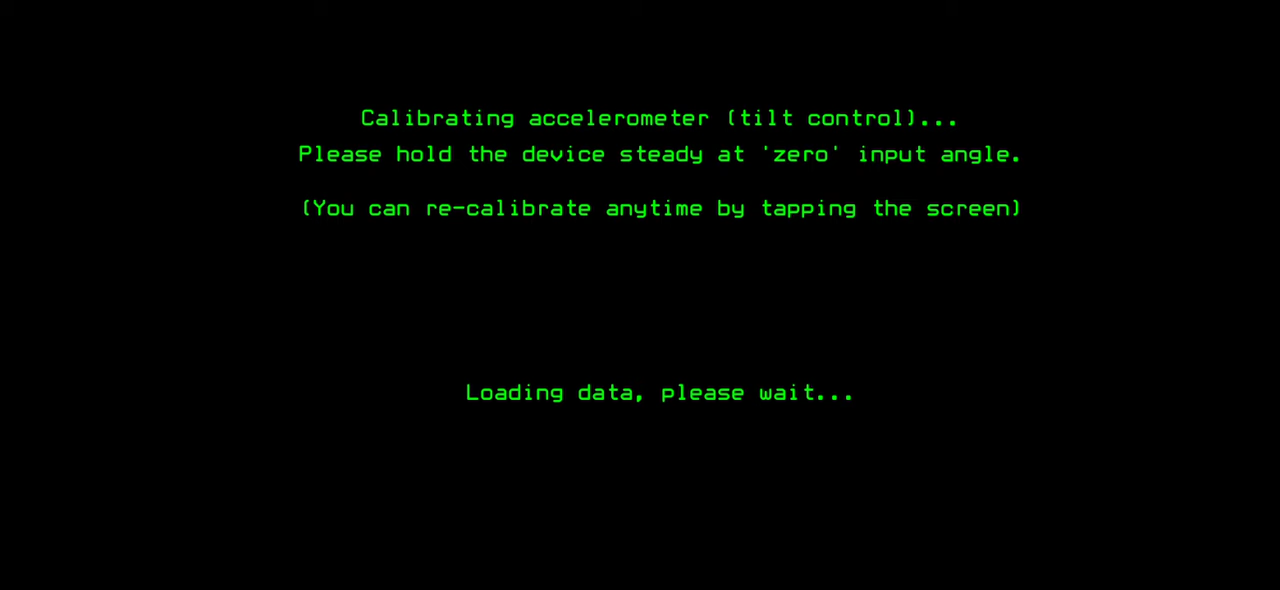 Calibrating accelerometer (tilt control)...
Please hold the device steady at 'zero' input angle.
(You can re-calibrate anytime by tapping the screen)
Loading data, please wait...